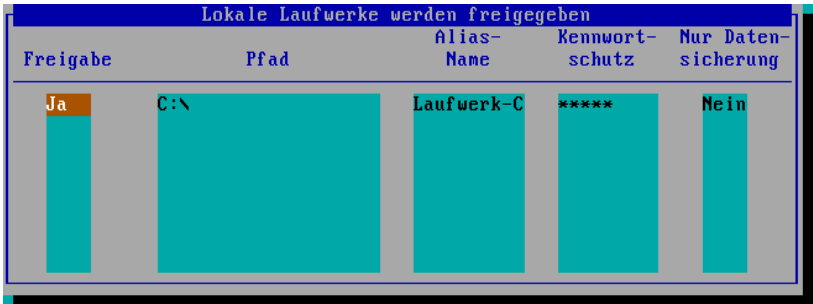 Lokale Laufwerke werden freigegeben
Alias- Kennwort- Nur Daten-
Freigabe Pfad Name schutz sicherung
Ja C:\ Laufwerk-C ***** Nein